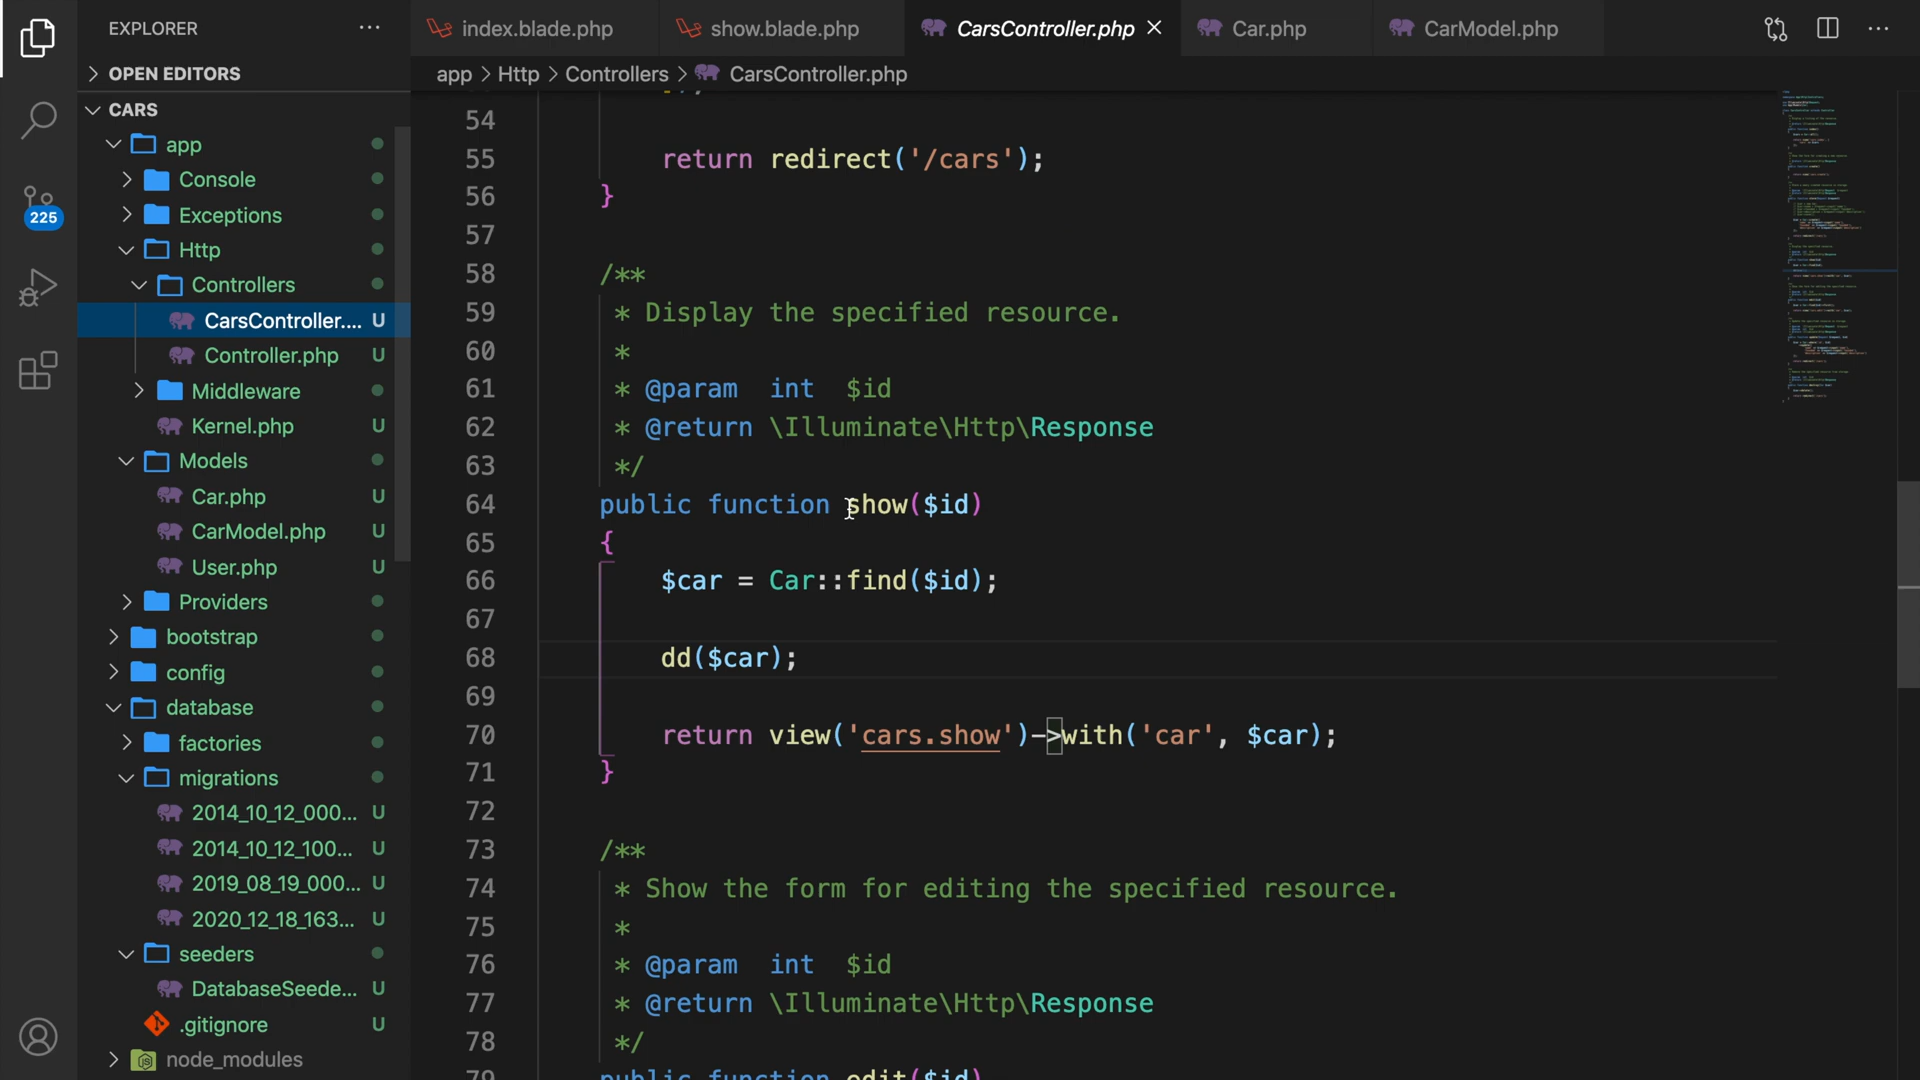 EXPLORER
OPEN EDITORS
CARS
app
Console
Exceptions
Http
Controllers
CarsController.... U
Controller.php U
Middleware
Kernel.php U
Models
Car.php U
CarModel.php U
User.php U
Providers
bootstrap
config
database
factories
migrations
2014_10_12_000... U
2014_10_12_100... U
2019_08_19_000... U
2020_12_18_163... U
seeders
DatabaseSeede... U
.gitignore U
node_modules
225
index.blade.php show.blade.php CarsController.php Car.php CarModel.php
app > Http > Controllers > CarsController.php
54
55 return redirect('/cars');
56 }
57
58 /**
59 * Display the specified resource.
60 *
61 * @param int $id
62 * @return \Illuminate\Http\Response
63 */
64 public function show($id)
65 {
66 $car = Car::find($id);
67
68 dd($car);
69
70 return view('cars.show')->with('car', $car);
71 }
72
73 /**
74 * Show the form for editing the specified resource.
75 *
76 * @param int $id
77 * @return \Illuminate\Http\Response
78 */
79 public function edit($id)